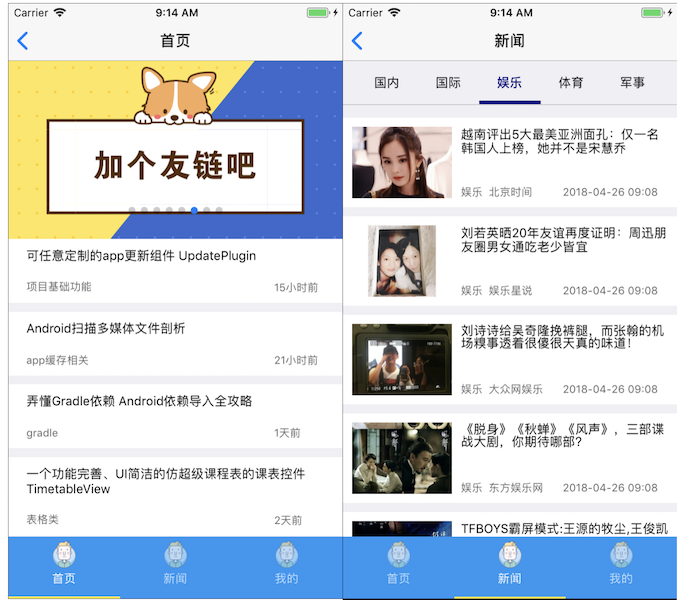 Carrier
9:14 AM
首页
加个友链吧
可任意定制的app更新组件 UpdatePlugin
项目基础功能
15小时前
Android扫描多媒体文件剖析
app缓存相关
21小时前
弄懂Gradle依赖 Android依赖导入全攻略
gradle
1天前
一个功能完善、UI简洁的仿超级课程表的课表控件
TimetableView
表格类
2天前
首页
新闻
我的
Carrier
9:14 AM
新闻
国内
国际
娱乐
体育
军事
越南评出5大最美亚洲面孔：仅一名
韩国人上榜，她并不是宋慧乔
娱乐 北京时间
2018-04-26 09:08
刘若英晒20年友谊再度证明：周迅朋
友圈男女通吃老少皆宜
娱乐 娱乐星说
2018-04-26 09:08
刘诗诗给吴奇隆挽裤腿，而张翰的机
场糗事透着很傻很天真的味道！
娱乐 大众网娱乐
2018-04-26 09:08
《脱身》《秋蝉》《风声》，三部谍
战大剧，你期待哪部？
娱乐 东方娱乐网
2018-04-26 09:08
TFBOYS霸屏模式:王源的牧尘,王俊凯
首页
新闻
我的